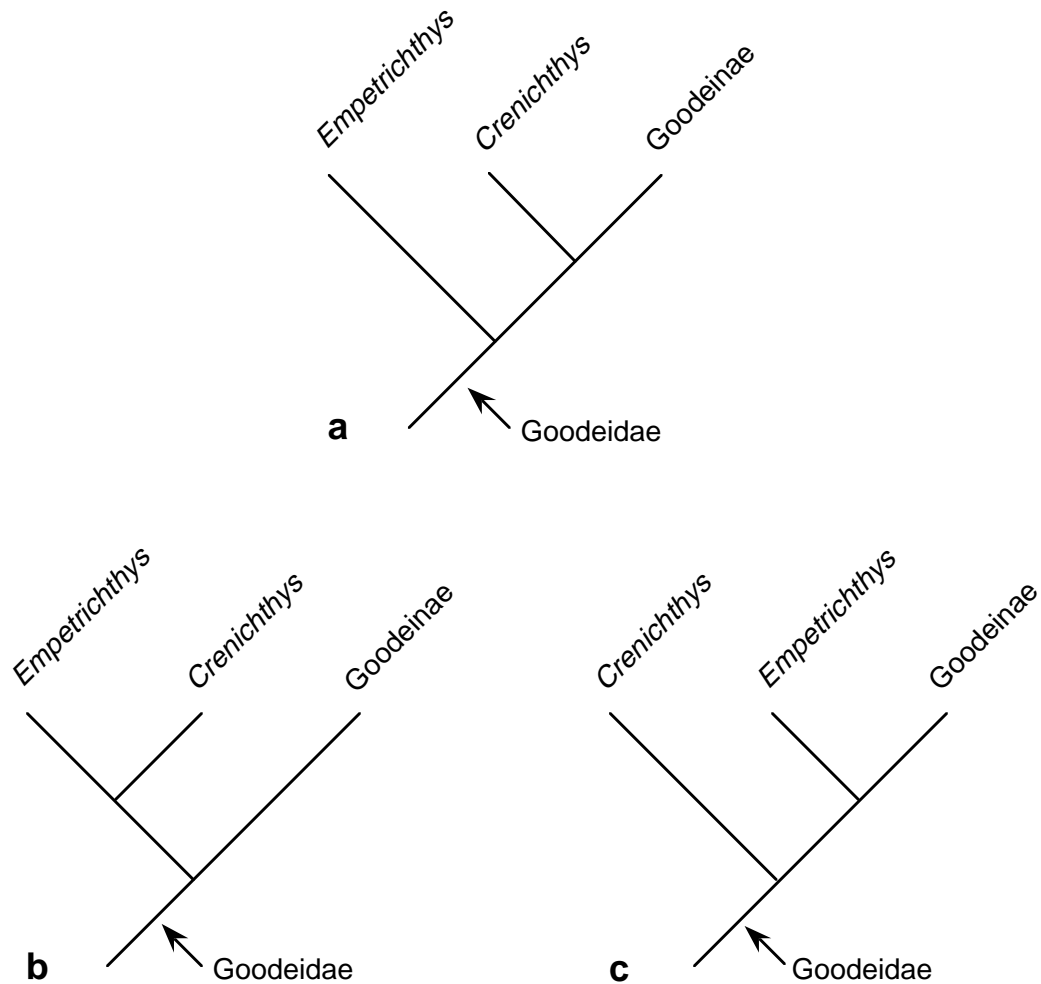 Empetrichthys
Crenichthys
Goodeinae
a
Goodeidae
Empetrichthys
Crenichthys
Goodeinae
b
Goodeidae
Crenichthys
Empetrichthys
Goodeinae
c
Goodeidae